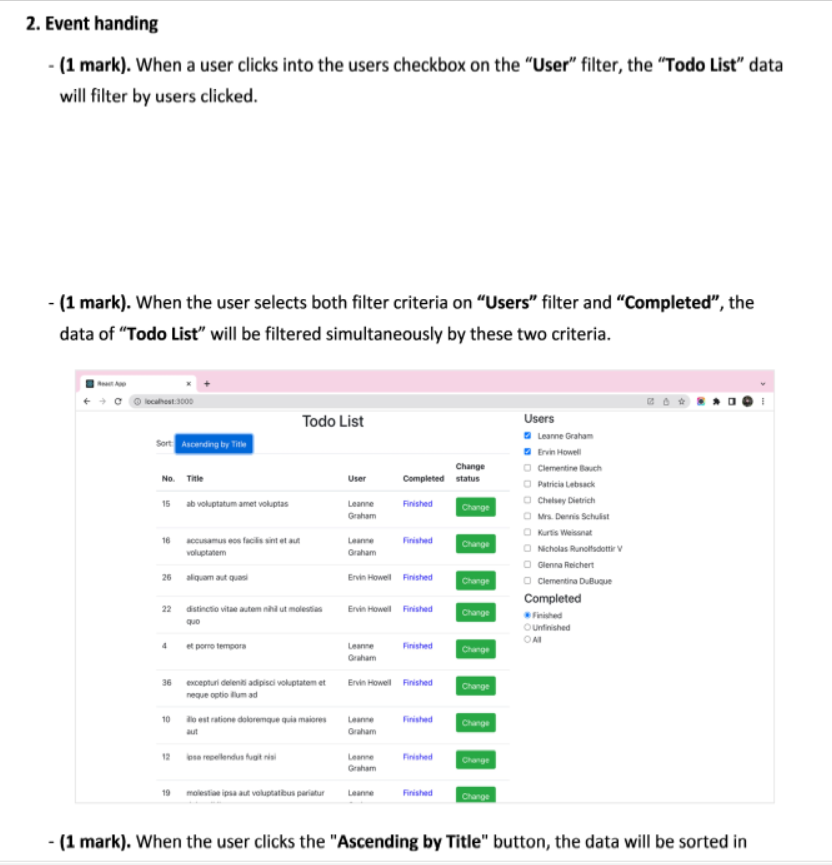 2. Event handing
- (1 mark). When a user clicks into the users checkbox on the “User” filter, the “Todo List” data
will filter by users clicked.
- (1 mark). When the user selects both filter criteria on “Users” filter and “Completed”, the
data of “Todo List” will be filtered simultaneously by these two criteria.
React App
localhost:3000
Todo List
Sort: Ascending by Title
No. Title User Completed Change status
15 ab voluptatum amet voluptas Leanne Graham Finished Change
16 accusamus eos facilis sint et aut voluptatem Leanne Graham Finished Change
26 aliquam aut quasi Ervin Howell Finished Change
22 distinctio vitae autem nihil ut molestias quo Ervin Howell Finished Change
4 et porro tempora Leanne Graham Finished Change
36 excepturi deleniti adipisci voluptatem et neque optio illum ad Ervin Howell Finished Change
10 illo est ratione doloremque quia maiores aut Leanne Graham Finished Change
12 ipsa repellendus fugit nisi Leanne Graham Finished Change
19 molestiae ipsa aut voluptatibus pariatur Leanne Finished Change
Users
Leanne Graham
Ervin Howell
Clementine Bauch
Patricia Lebsack
Chelsey Dietrich
Mrs. Dennis Schulist
Kurtis Weissnat
Nicholas Runolfsdottir V
Glenna Reichert
Clementina DuBuque
Completed
Finished
Unfinished
All
- (1 mark). When the user clicks the "Ascending by Title" button, the data will be sorted in